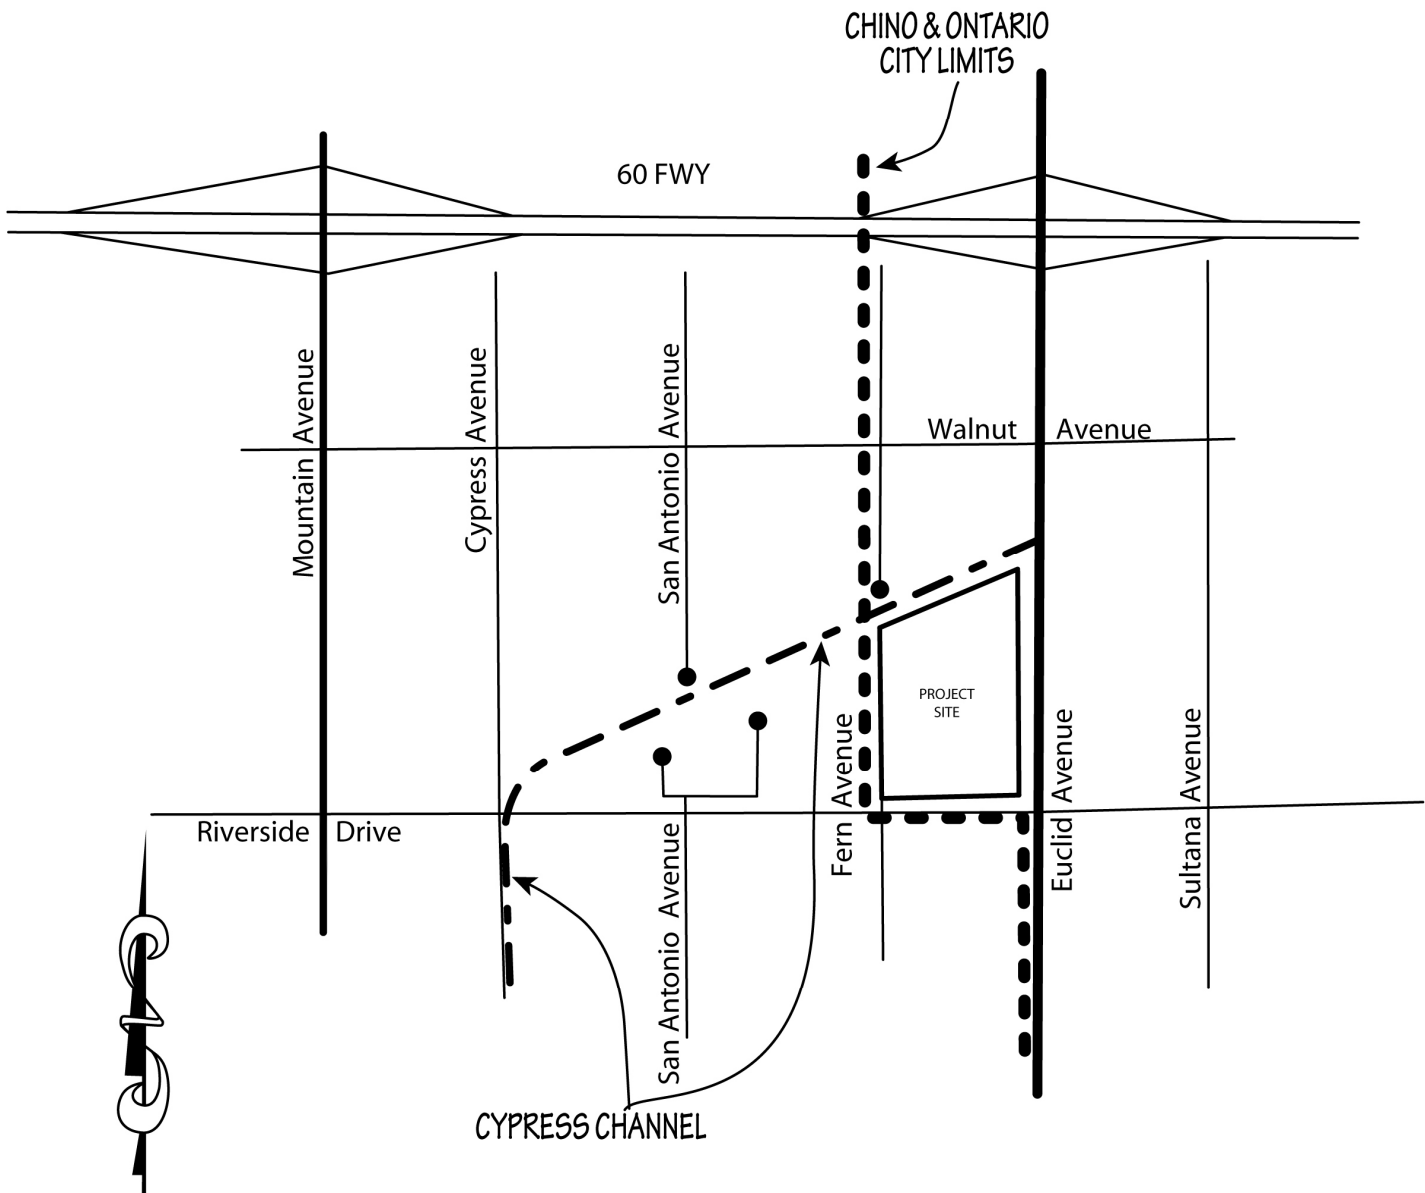 CHINO & ONTARIO
CITY LIMITS
60 FWY
Mountain Avenue
Cypress Avenue
San Antonio Avenue
Walnut Avenue
PROJECT
SITE
Fern Avenue
Euclid Avenue
Sultana Avenue
Riverside Drive
San Antonio Avenue
CYPRESS CHANNEL